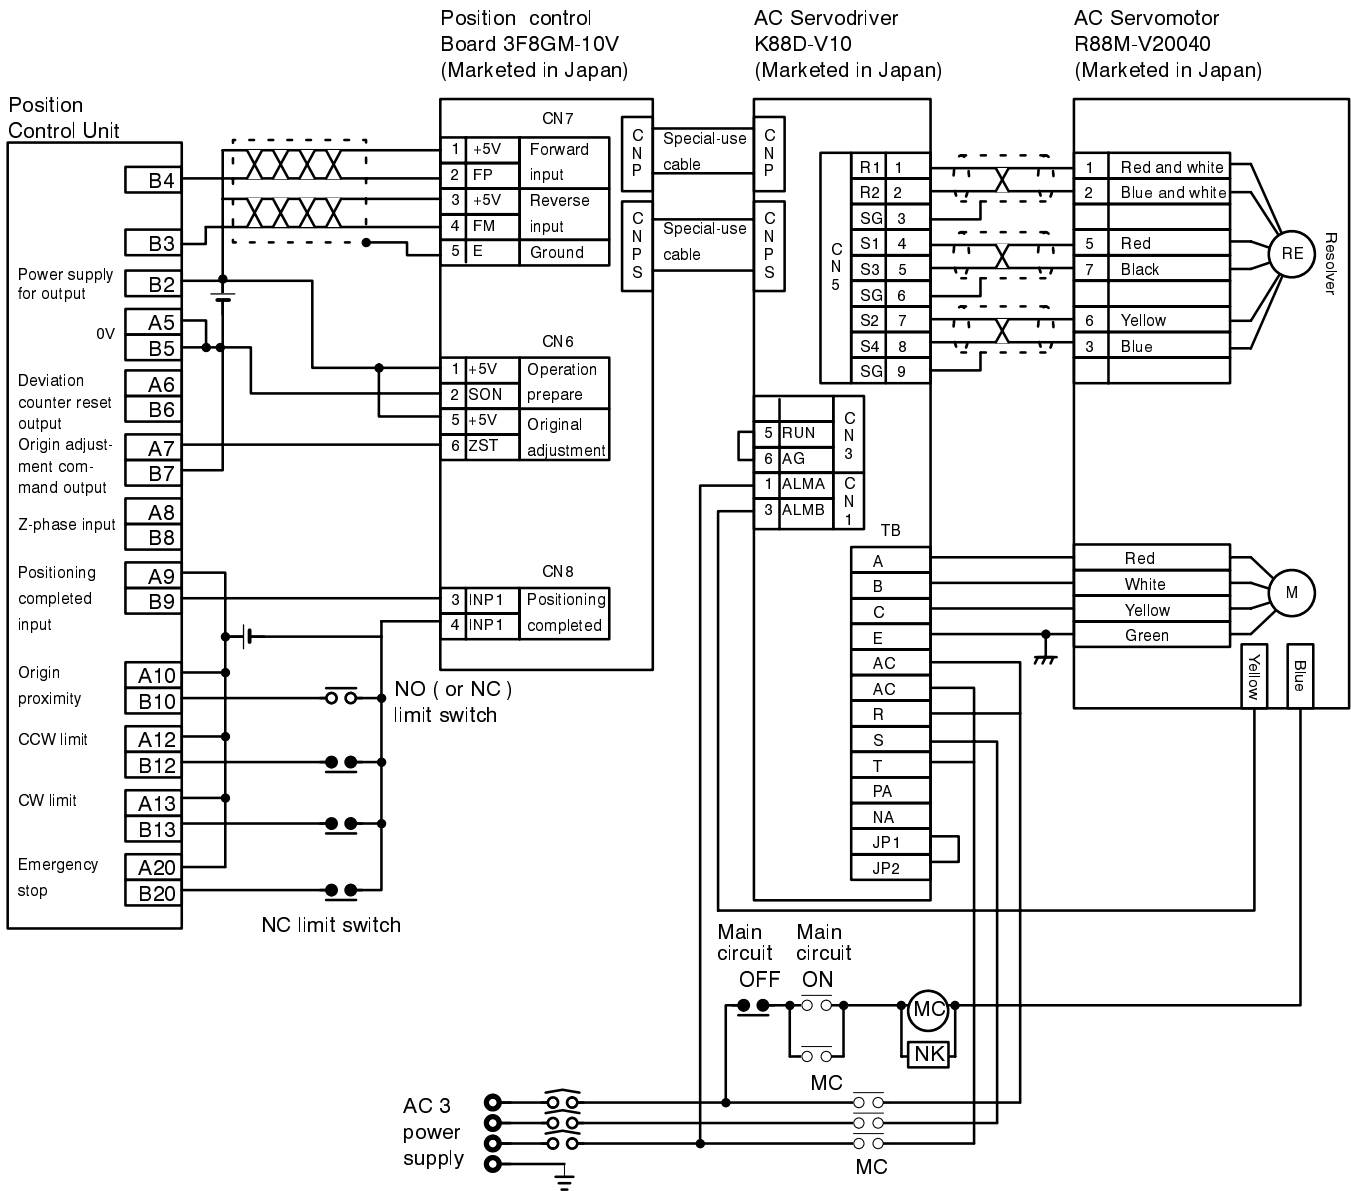 Position control
Board 3F8GM-10V
(Marketed in Japan)
AC Servodriver
K88D-V10
(Marketed in Japan)
AC Servomotor
R88M-V20040
(Marketed in Japan)
Position
Control Unit
B4
B3
Power supply
for output
B2
0V
A5
B5
Deviation
counter reset
output
A6
B6
Origin adjust-
ment com-
mand output
A7
B7
Z-phase input
A8
B8
Positioning
completed
input
A9
B9
Origin
proximity
A10
B10
CCW limit
A12
B12
CW limit
A13
B13
Emergency
stop
A20
B20
NO ( or NC )
limit switch
NC limit switch
CN7
1 +5V Forward
2 FP input
3 +5V Reverse
4 FM input
5 E Ground
CN6
1 +5V Operation
2 SON prepare
5 +5V Original
6 ZST adjustment
CN8
3 INP1 Positioning
4 INP1 completed
CNP
Special-use
cable
CNP
CNPS
Special-use
cable
CNPS
CN5
R1 1
R2 2
SG 3
S1 4
S3 5
SG 6
S2 7
S4 8
SG 9
CN3
5 RUN
6 AG
CN1
1 ALMA
3 ALMB
TB
A
B
C
E
AC
AC
R
S
T
PA
NA
JP1
JP2
1 Red and white
2 Blue and white
5 Red
7 Black
6 Yellow
3 Blue
RE
Resolver
Red
White
Yellow
Green
M
Yellow
Blue
Main
circuit
OFF
Main
circuit
ON
MC
NK
MC
AC 3
power
supply
MC